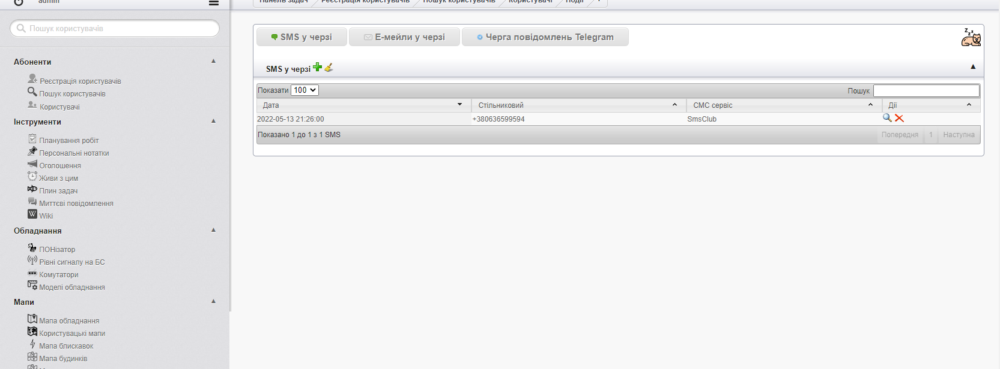 admin
Панель задач Реєстрація користувачів Пошук користувачів Користувачі Події +
Пошук користувачів
Абоненти
Реєстрація користувачів
Пошук користувачів
Користувачі
Інструменти
Планування робіт
Персональні нотатки
Оголошення
Живи з цим
Плин задач
Миттєві повідомлення
Wiki
Обладнання
ПОНізатор
Рівні сигналу на БС
Комутатори
Моделі обладнання
Мапи
Мапа обладнання
Користувацькі мапи
Мапа блискавок
Мапа будинків
SMS у черзі Е-мейли у черзі Черга повідомлень Telegram
SMS у черзі
Показати 100 Пошук
Дата Стільниковий СМС сервіс Дії
2022-05-13 21:26:00 +380636599594 SmsClub
Показано 1 до 1 з 1 SMS Попередня 1 Наступна